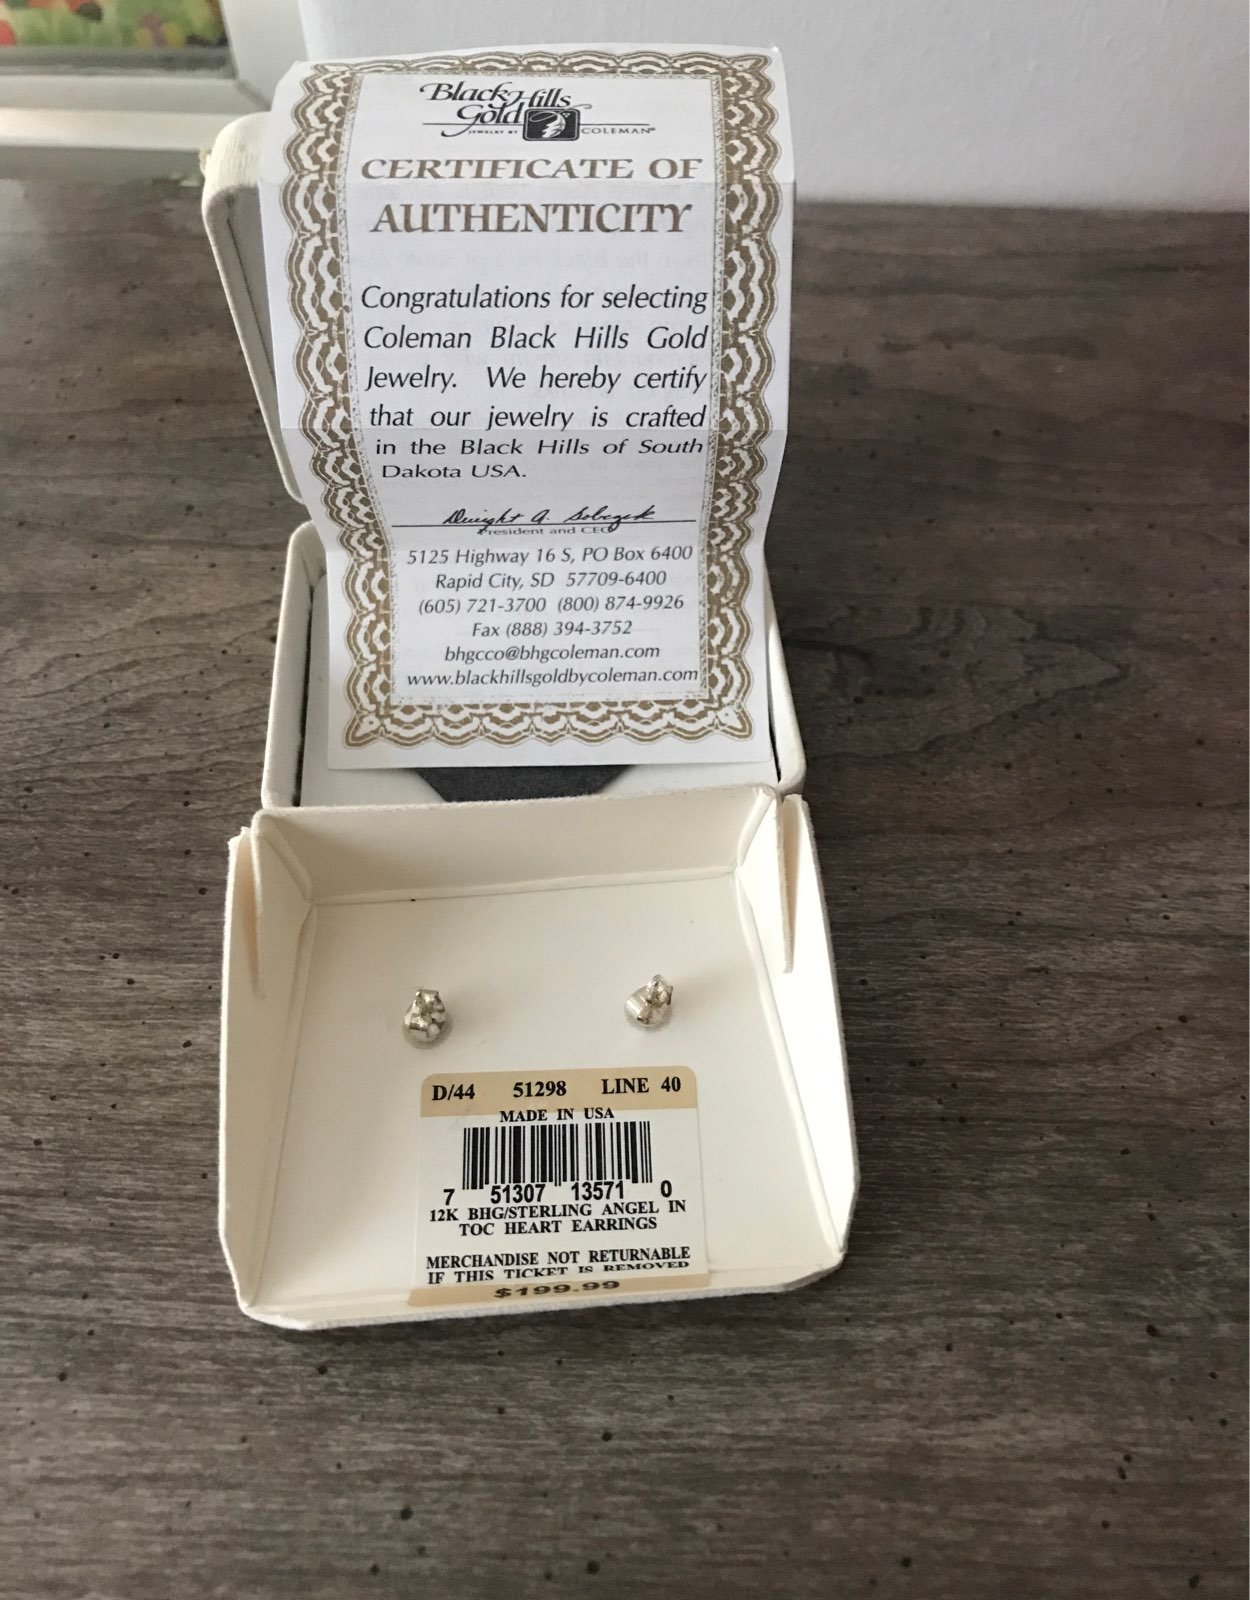 Black Hills
Gold
JEWELRY BY COLEMAN®
CERTIFICATE OF
AUTHENTICITY
Congratulations for selecting
Coleman Black Hills Gold
Jewelry. We hereby certify
that our jewelry is crafted
in the Black Hills of South
Dakota USA.
Dwight A. Sobczak
President and CEO
5125 Highway 16 S, PO Box 6400
Rapid City, SD 57709-6400
(605) 721-3700 (800) 874-9926
Fax (888) 394-3752
bhgcco@bhgcoleman.com
www.blackhillsgoldbycoleman.com
D/44 51298 LINE 40
MADE IN USA
7 51307 13571 0
12K BHG/STERLING ANGEL IN
TOC HEART EARRINGS
MERCHANDISE NOT RETURNABLE
IF THIS TICKET IS REMOVED
$199.99